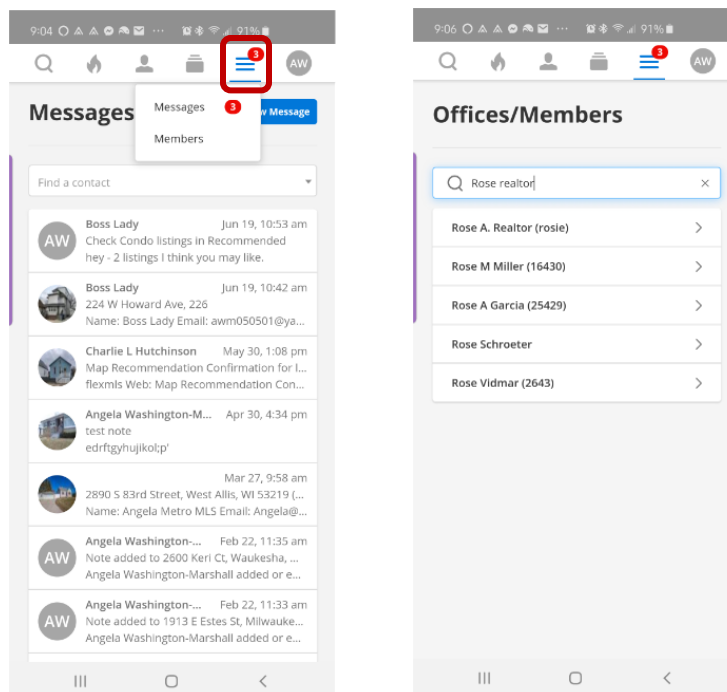 9:04 ··· 91%
3
AW
Messages
w Message
Messages 3
Members
Find a contact
AW
Boss Lady Jun 19, 10:53 am
Check Condo listings in Recommended
hey - 2 listings I think you may like.
Boss Lady Jun 19, 10:42 am
224 W Howard Ave, 226
Name: Boss Lady Email: awm050501@ya...
Charlie L Hutchinson May 30, 1:08 pm
Map Recommendation Confirmation for l...
flexmls Web: Map Recommendation Con...
Angela Washington-M... Apr 30, 4:34 pm
test note
edrftgyhujikol;p'
Mar 27, 9:58 am
2890 S 83rd Street, West Allis, WI 53219 (...
Name: Angela Metro MLS Email: Angela@...
AW
Angela Washington-... Feb 22, 11:35 am
Note added to 2600 Keri Ct, Waukesha, ...
Angela Washington-Marshall added or e...
AW
Angela Washington-... Feb 22, 11:33 am
Note added to 1913 E Estes St, Milwauke...
Angela Washington-Marshall added or e...
9:06 ··· 91%
3
AW
Offices/Members
Rose realtor
Rose A. Realtor (rosie)
Rose M Miller (16430)
Rose A Garcia (25429)
Rose Schroeter
Rose Vidmar (2643)